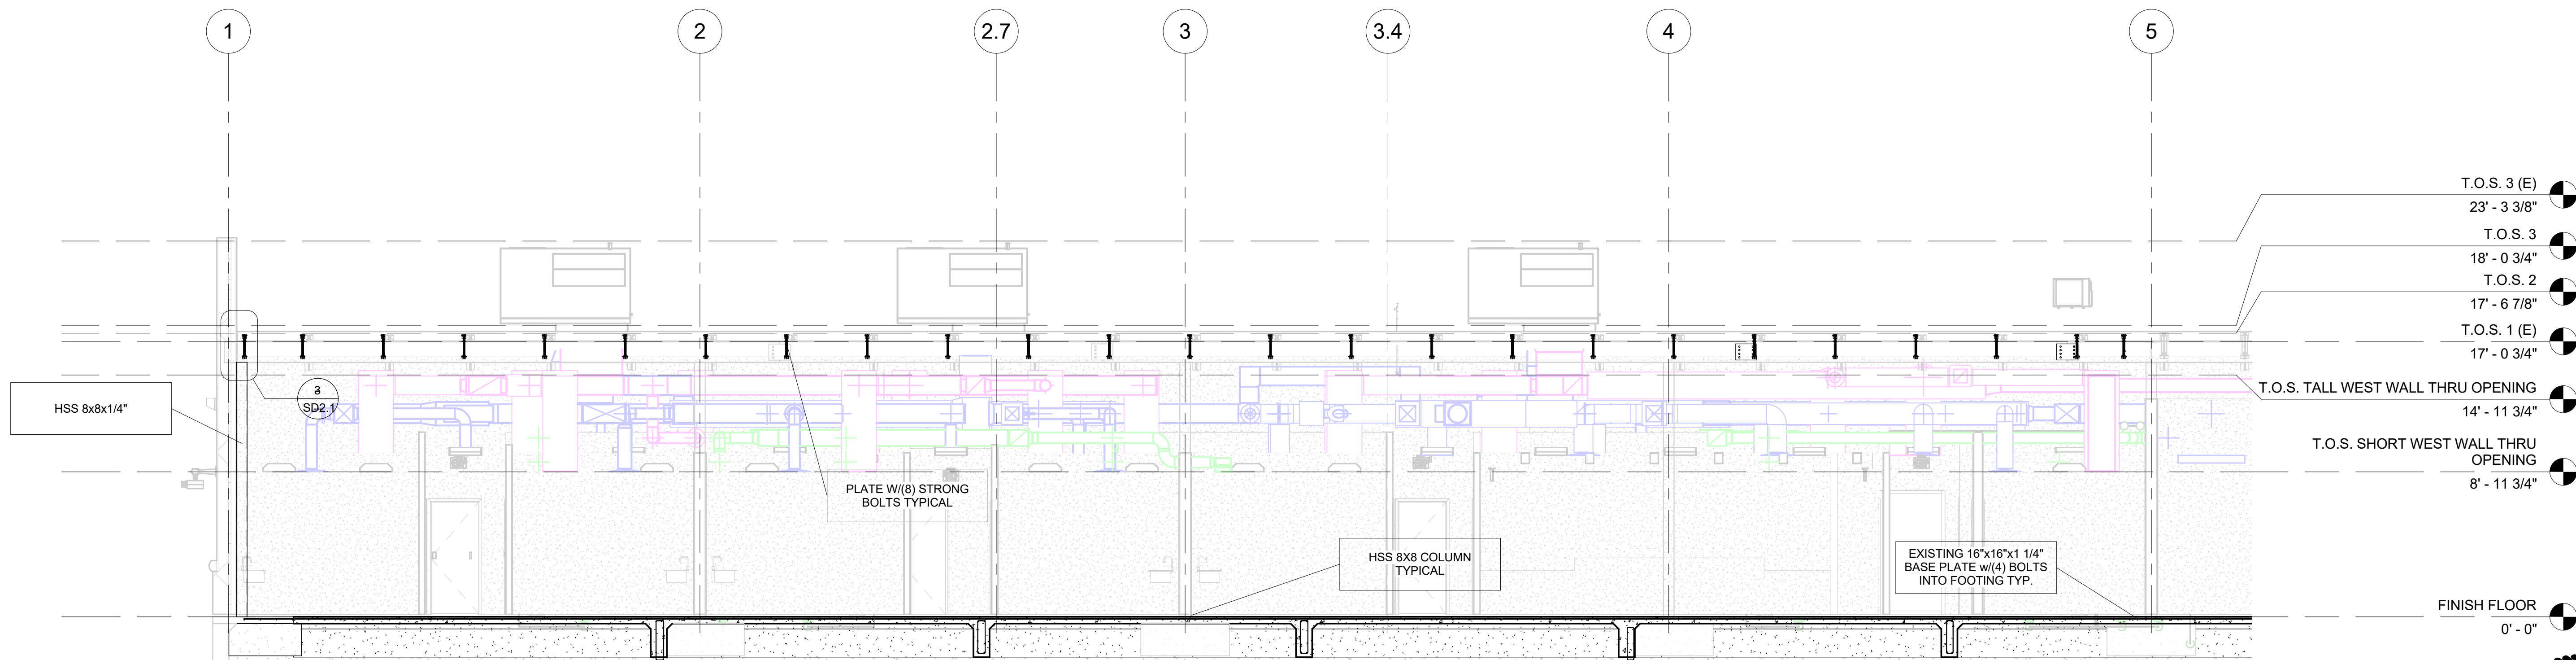 1
2
2.7
3
3.4
4
5
T.O.S. 3 (E)
23' - 3 3/8"
T.O.S. 3
18' - 0 3/4"
T.O.S. 2
17' - 6 7/8"
T.O.S. 1 (E)
17' - 0 3/4"
T.O.S. TALL WEST WALL THRU OPENING
14' - 11 3/4"
T.O.S. SHORT WEST WALL THRU
OPENING
8' - 11 3/4"
HSS 8x8x1/4"
3
SD2.1
PLATE W/(8) STRONG
BOLTS TYPICAL
HSS 8X8 COLUMN
TYPICAL
EXISTING 16"x16"x1 1/4"
BASE PLATE w/(4) BOLTS
INTO FOOTING TYP.
FINISH FLOOR
0' - 0"